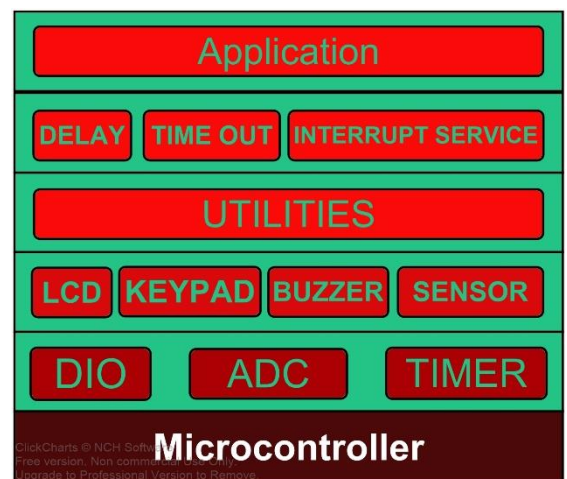 Application
DELAY TIME OUT INTERRUPT SERVICE
UTILITIES
LCD KEYPAD BUZZER SENSOR
DIO ADC TIMER
Microcontroller
ClickCharts © NCH Software
Free version. Non commercial Use Only.
Upgrade to Professional Version to Remove.